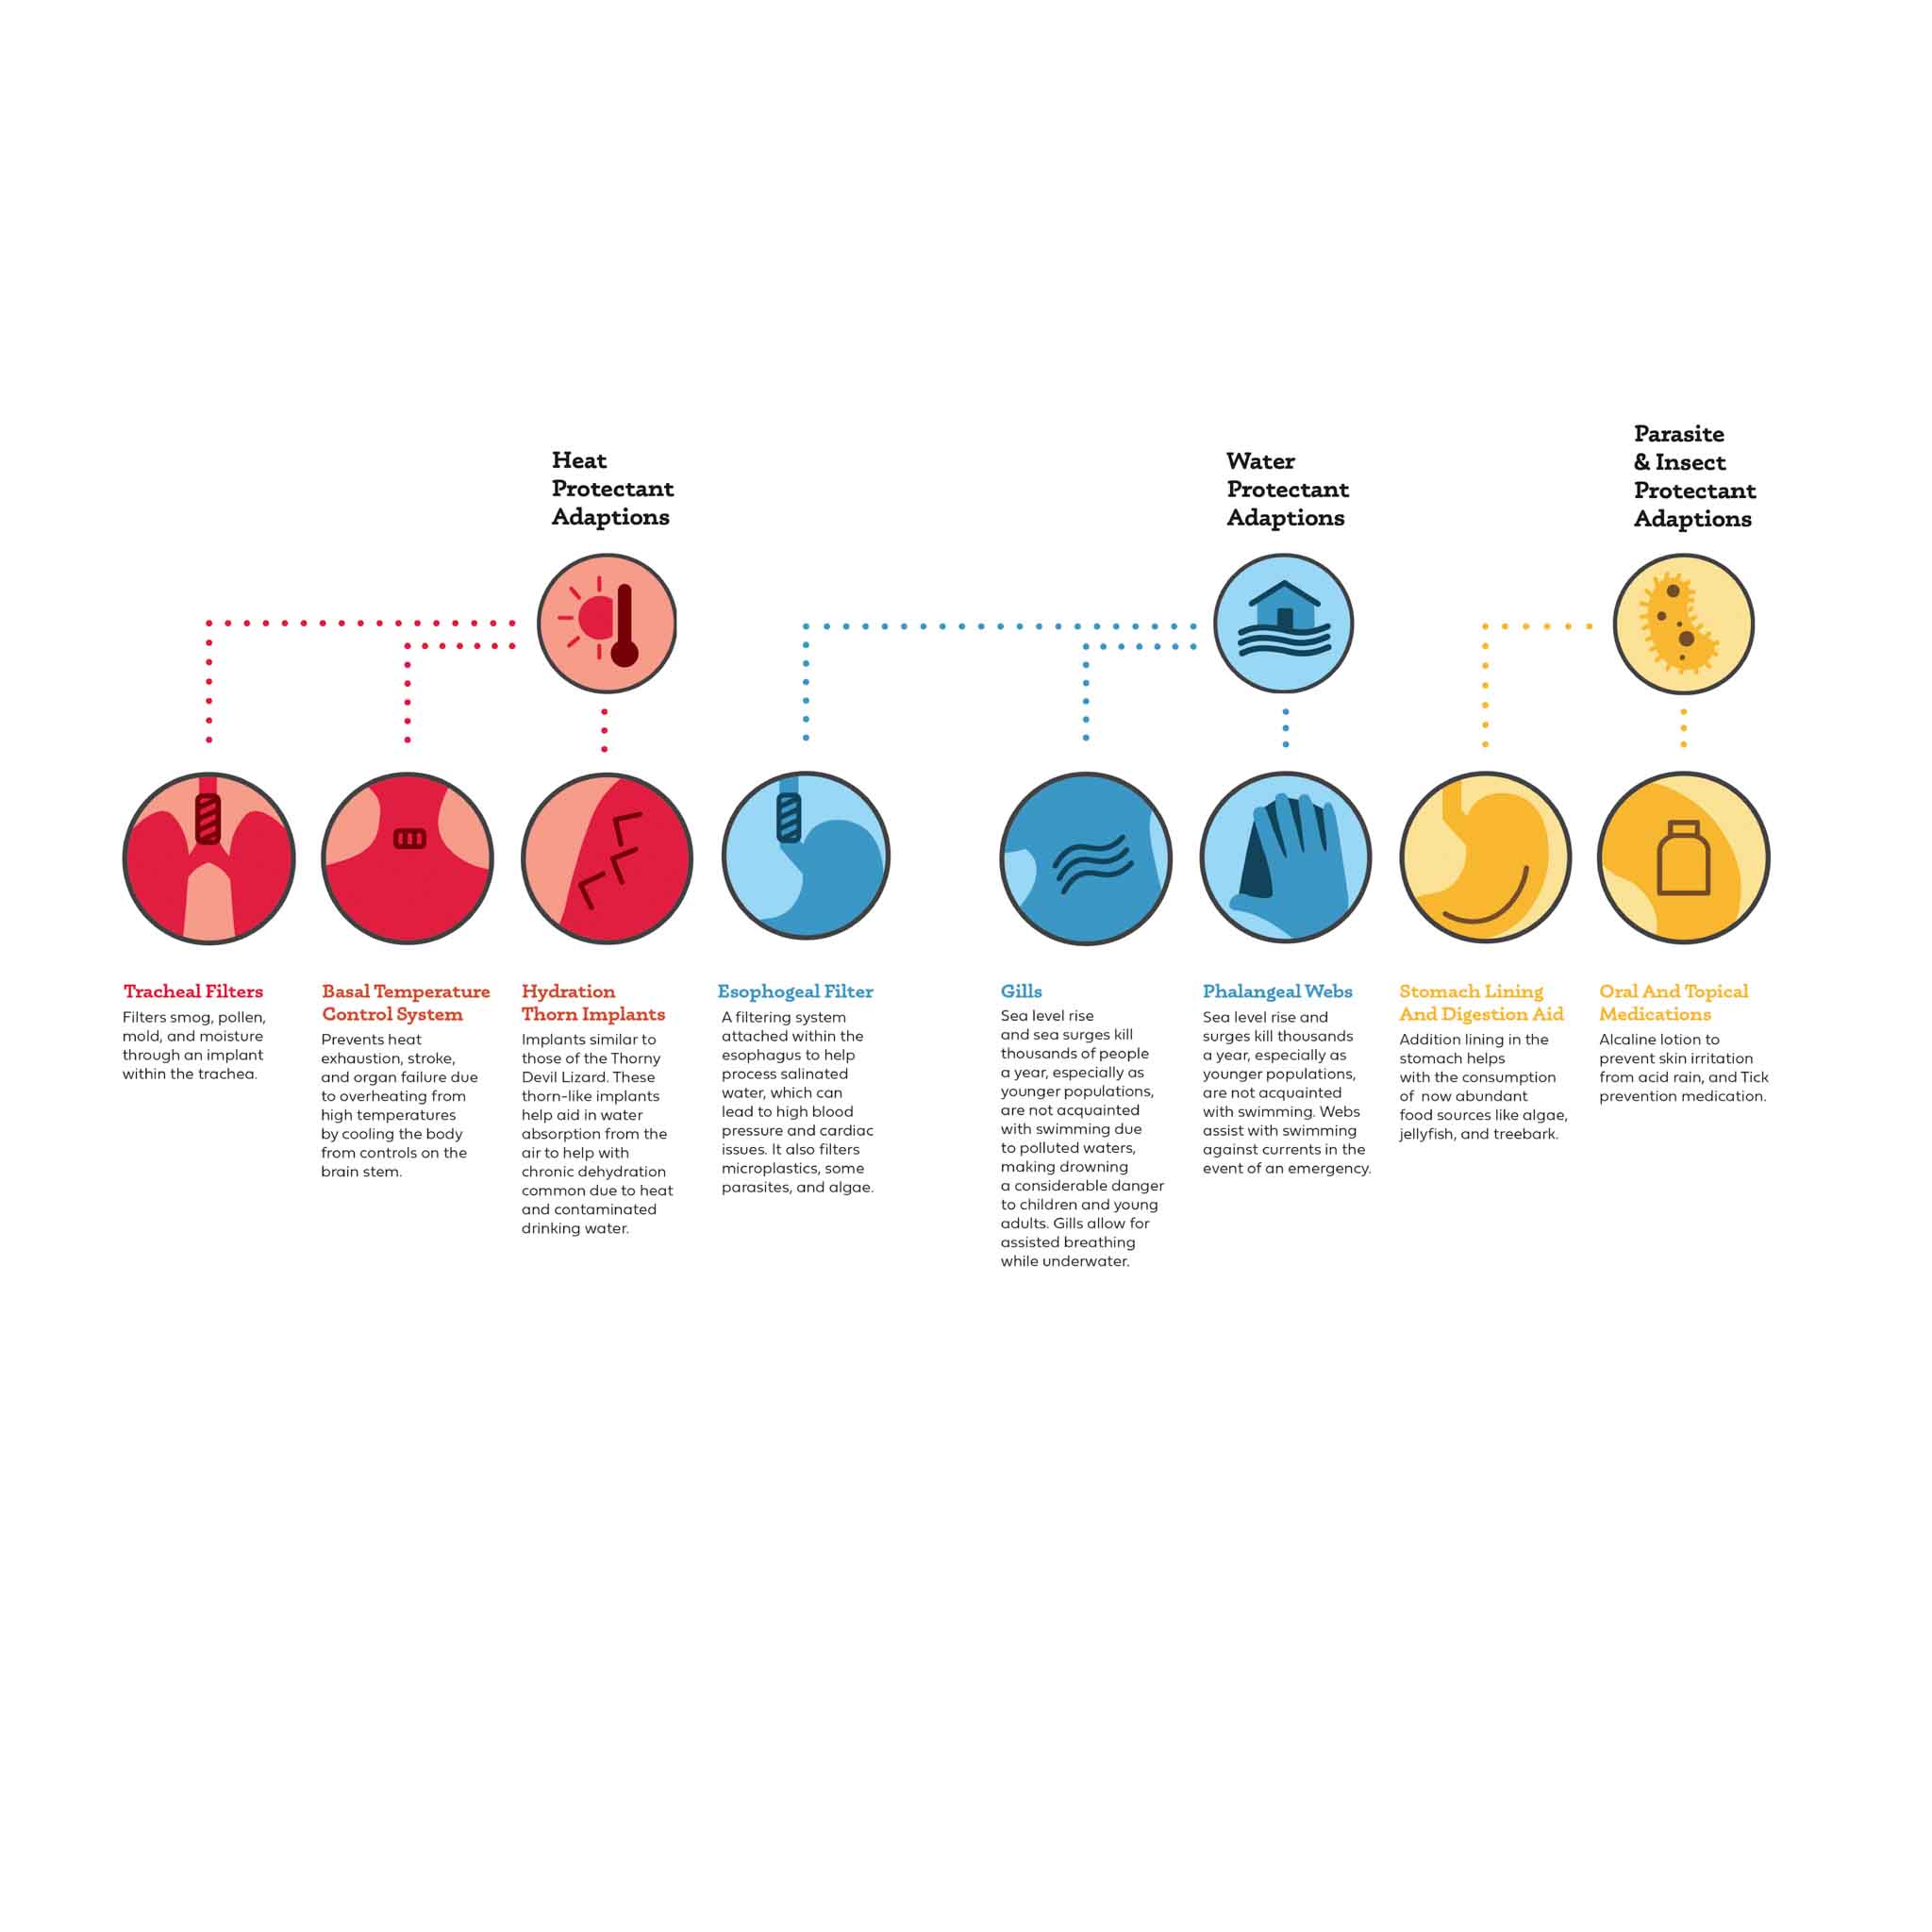 Heat
Protectant
Adaptions
Water
Protectant
Adaptions
Parasite
& Insect
Protectant
Adaptions
Tracheal Filters
Filters smog, pollen,
mold, and moisture
through an implant
within the trachea.
Basal Temperature
Control System
Prevents heat
exhaustion, stroke,
and organ failure due
to overheating from
high temperatures
by cooling the body
from controls on the
brain stem.
Hydration
Thorn Implants
Implants similar to
those of the Thorny
Devil Lizard. These
thorn-like implants
help aid in water
absorption from the
air to help with
chronic dehydration
common due to heat
and contaminated
drinking water.
Esophogeal Filter
A filtering system
attached within the
esophagus to help
process salinated
water, which can
lead to high blood
pressure and cardiac
issues. It also filters
microplastics, some
parasites, and algae.
Gills
Sea level rise
and sea surges kill
thousands of people
a year, especially as
younger populations,
are not acquainted
with swimming due
to polluted waters,
making drowning
a considerable danger
to children and young
adults. Gills allow for
assisted breathing
while underwater.
Phalangeal Webs
Sea level rise and
surges kill thousands
a year, especially as
younger populations,
are not acquainted
with swimming. Webs
assist with swimming
against currents in the
event of an emergency.
Stomach Lining
And Digestion Aid
Addition lining in the
stomach helps
with the consumption
of now abundant
food sources like algae,
jellyfish, and treebark.
Oral And Topical
Medications
Alcaline lotion to
prevent skin irritation
from acid rain, and Tick
prevention medication.